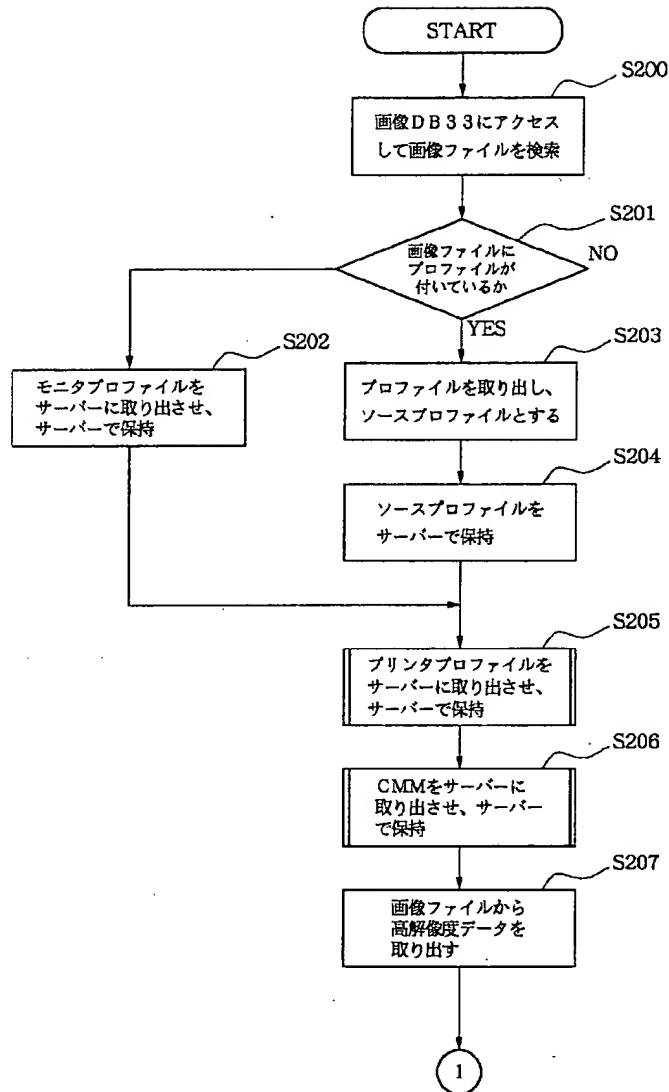 START
S200
画像DB33にアクセス
して画像ファイルを検索
S201
画像ファイルに
プロファイルが
付いているか
NO
YES
S202
モニタプロファイルを
サーバーに取り出させ、
サーバーで保持
S203
プロファイルを取り出し、
ソースプロファイルとする
S204
ソースプロファイルを
サーバーで保持
S205
プリンタプロファイルを
サーバーに取り出させ、
サーバーで保持
S206
CMMをサーバーに
取り出させ、サーバー
で保持
S207
画像ファイルから
高解像度データを
取り出す
1